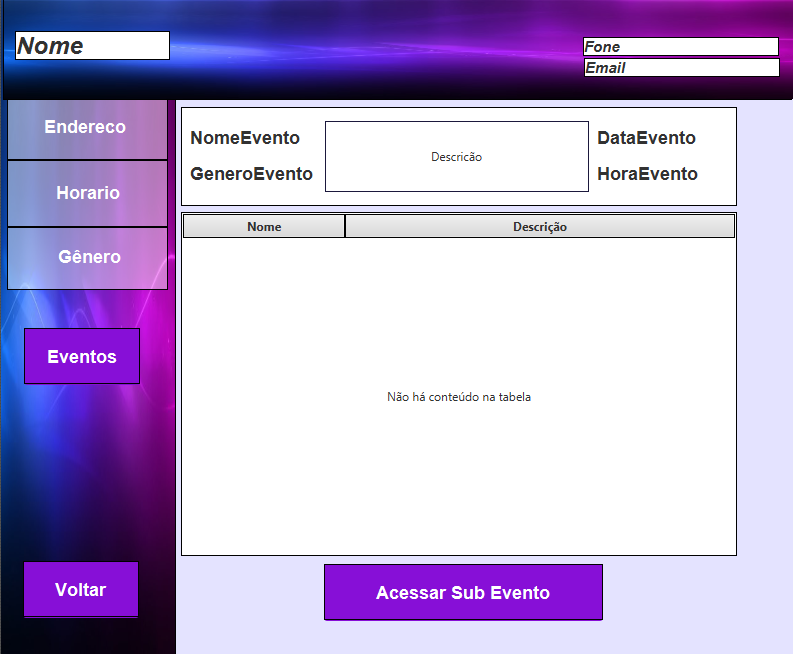 Nome
Fone
Email
Endereco
Horario
Gênero
Eventos
Voltar
NomeEvento
GeneroEvento
Descricão
DataEvento
HoraEvento
Nome Descrição
Não há conteúdo na tabela
Acessar Sub Evento